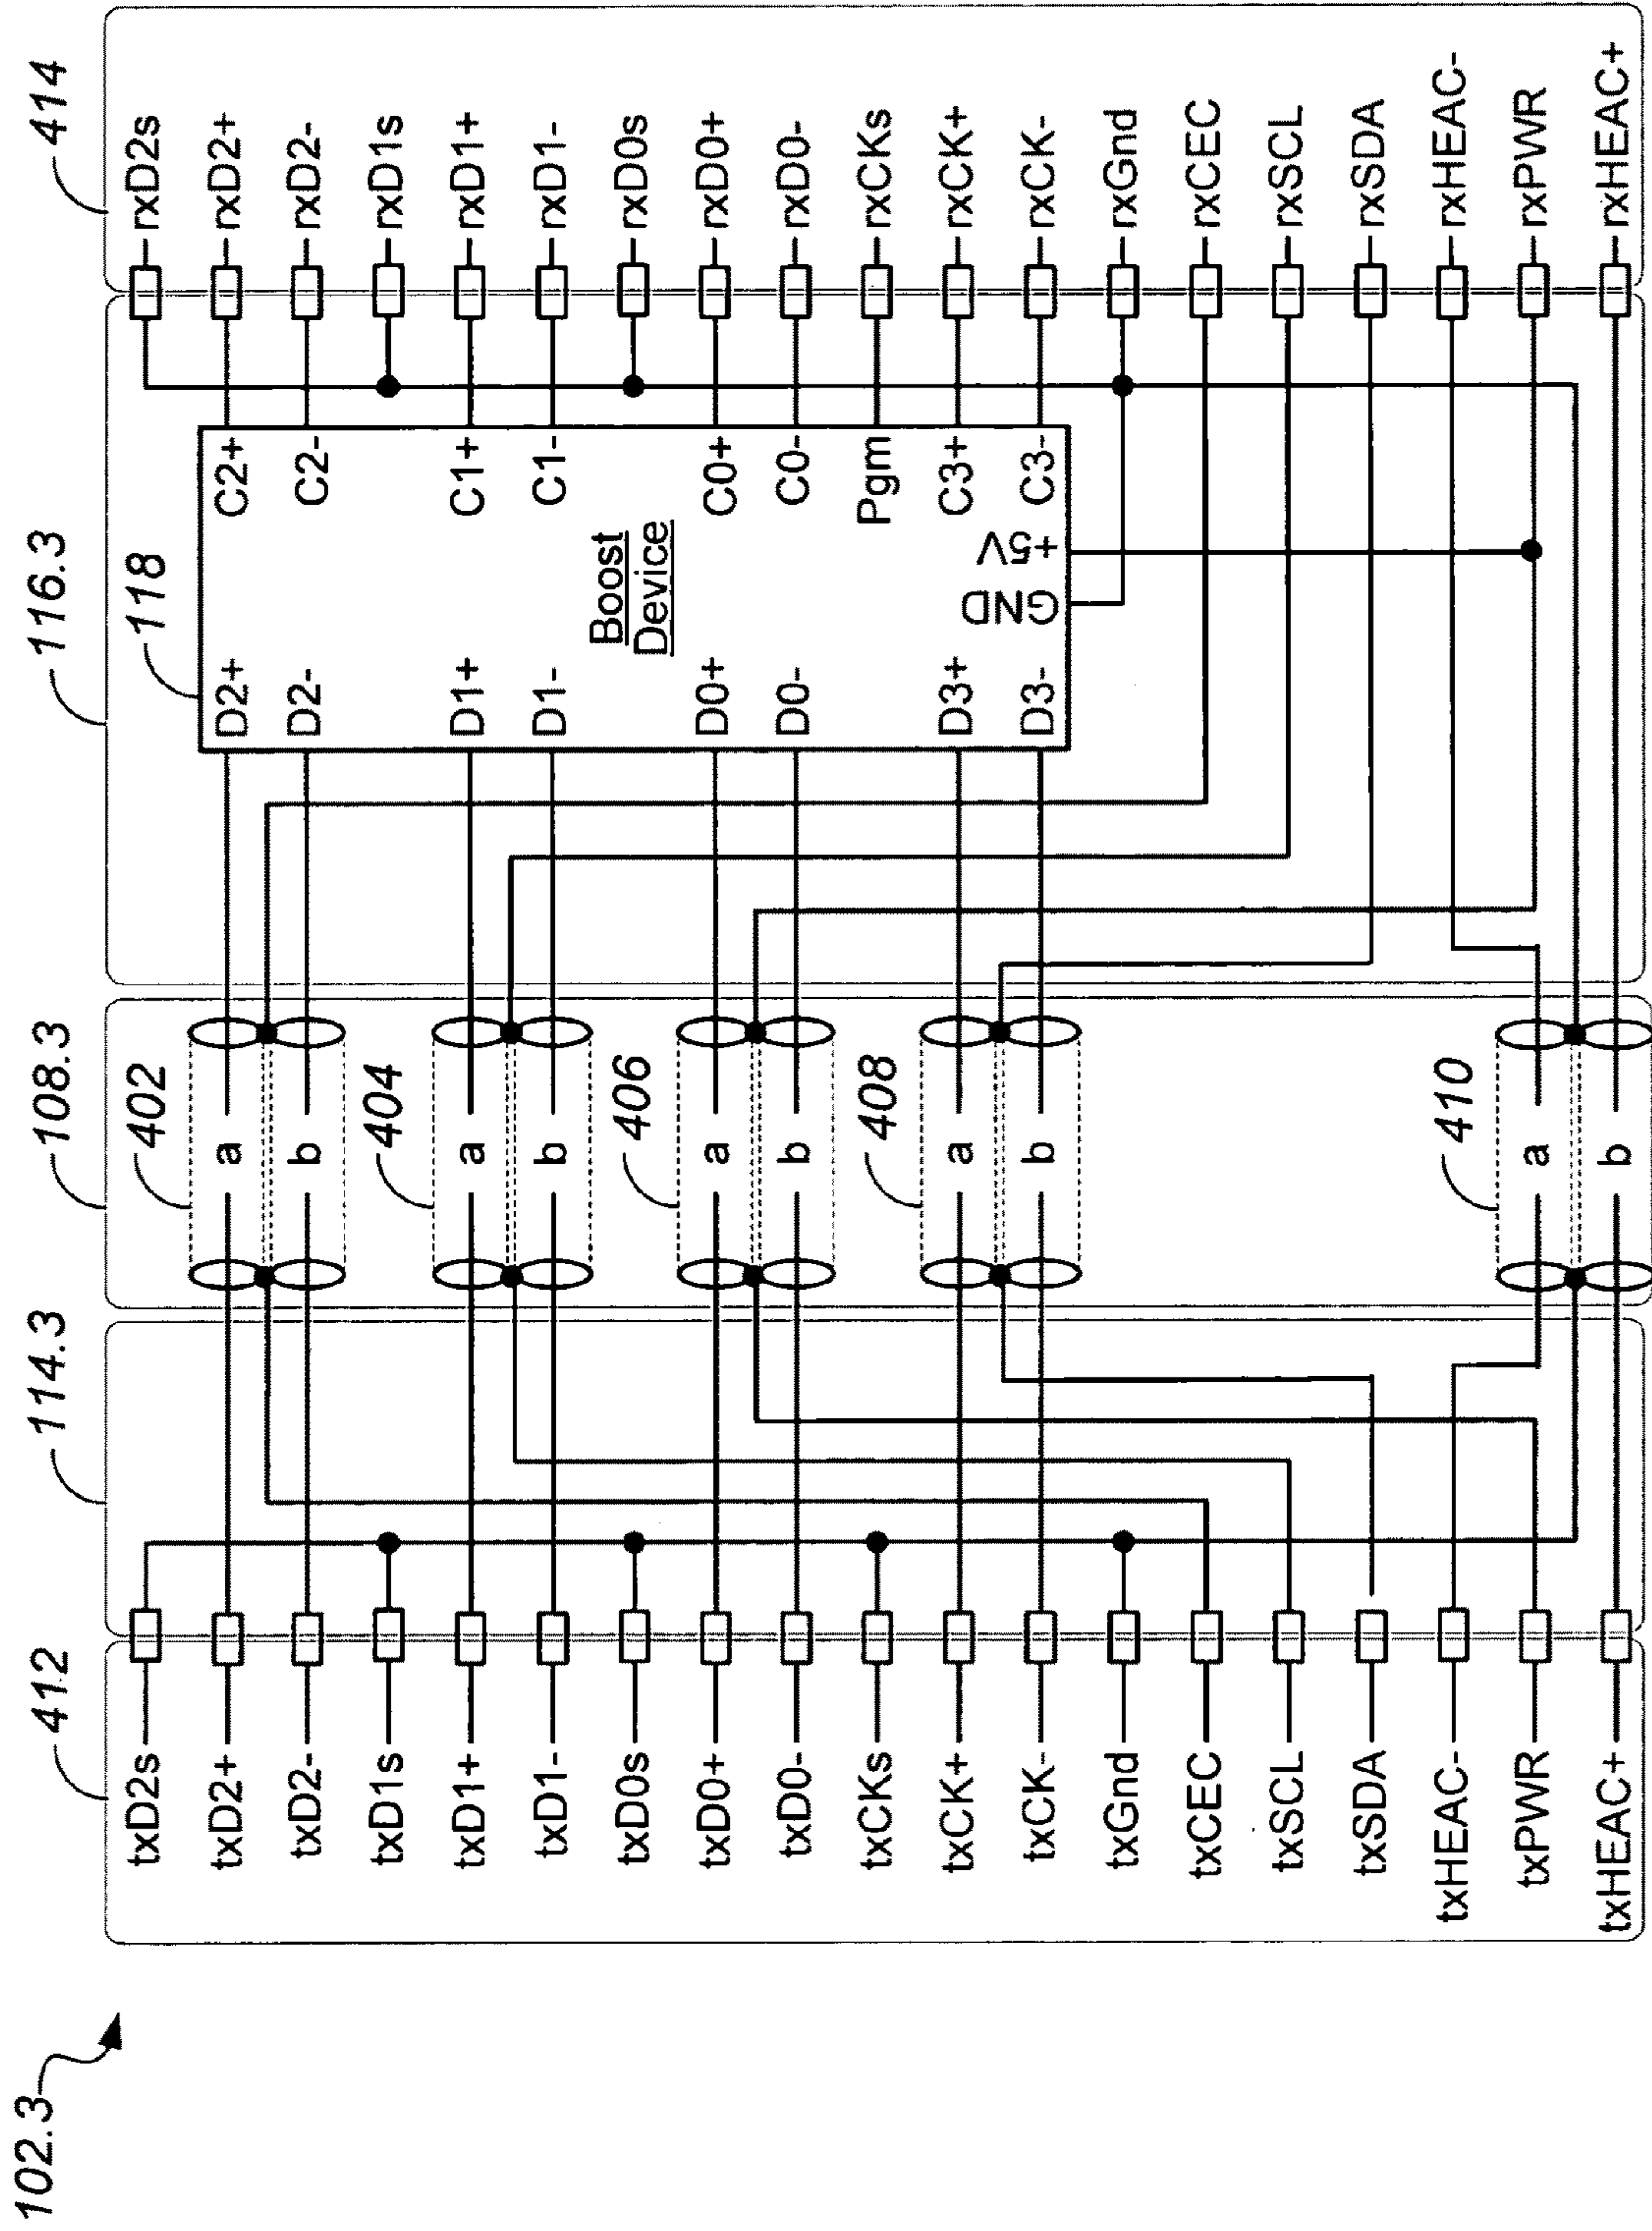 102.3
412
114.3
108.3
116.3
414
txD2s
txD2+
txD2-
txD1s
txD1+
txD1-
txD0s
txD0+
txD0-
txCKs
txCK+
txCK-
txGnd
txCEC
txSCL
txSDA
txHEAC-
txPWR
txHEAC+
402
a
b
404
a
b
406
a
b
408
a
b
410
a
b
118
D2+
D2-
D1+
D1-
D0+
D0-
D3+
D3-
Boost
Device
GND
+5V
C2+
C2-
C1+
C1-
C0+
C0-
Pgm
C3+
C3-
rxD2s
rxD2+
rxD2-
rxD1s
rxD1+
rxD1-
rxD0s
rxD0+
rxD0-
rxCKs
rxCK+
rxCK-
rxGnd
rxCEC
rxSCL
rxSDA
rxHEAC-
rxPWR
rxHEAC+